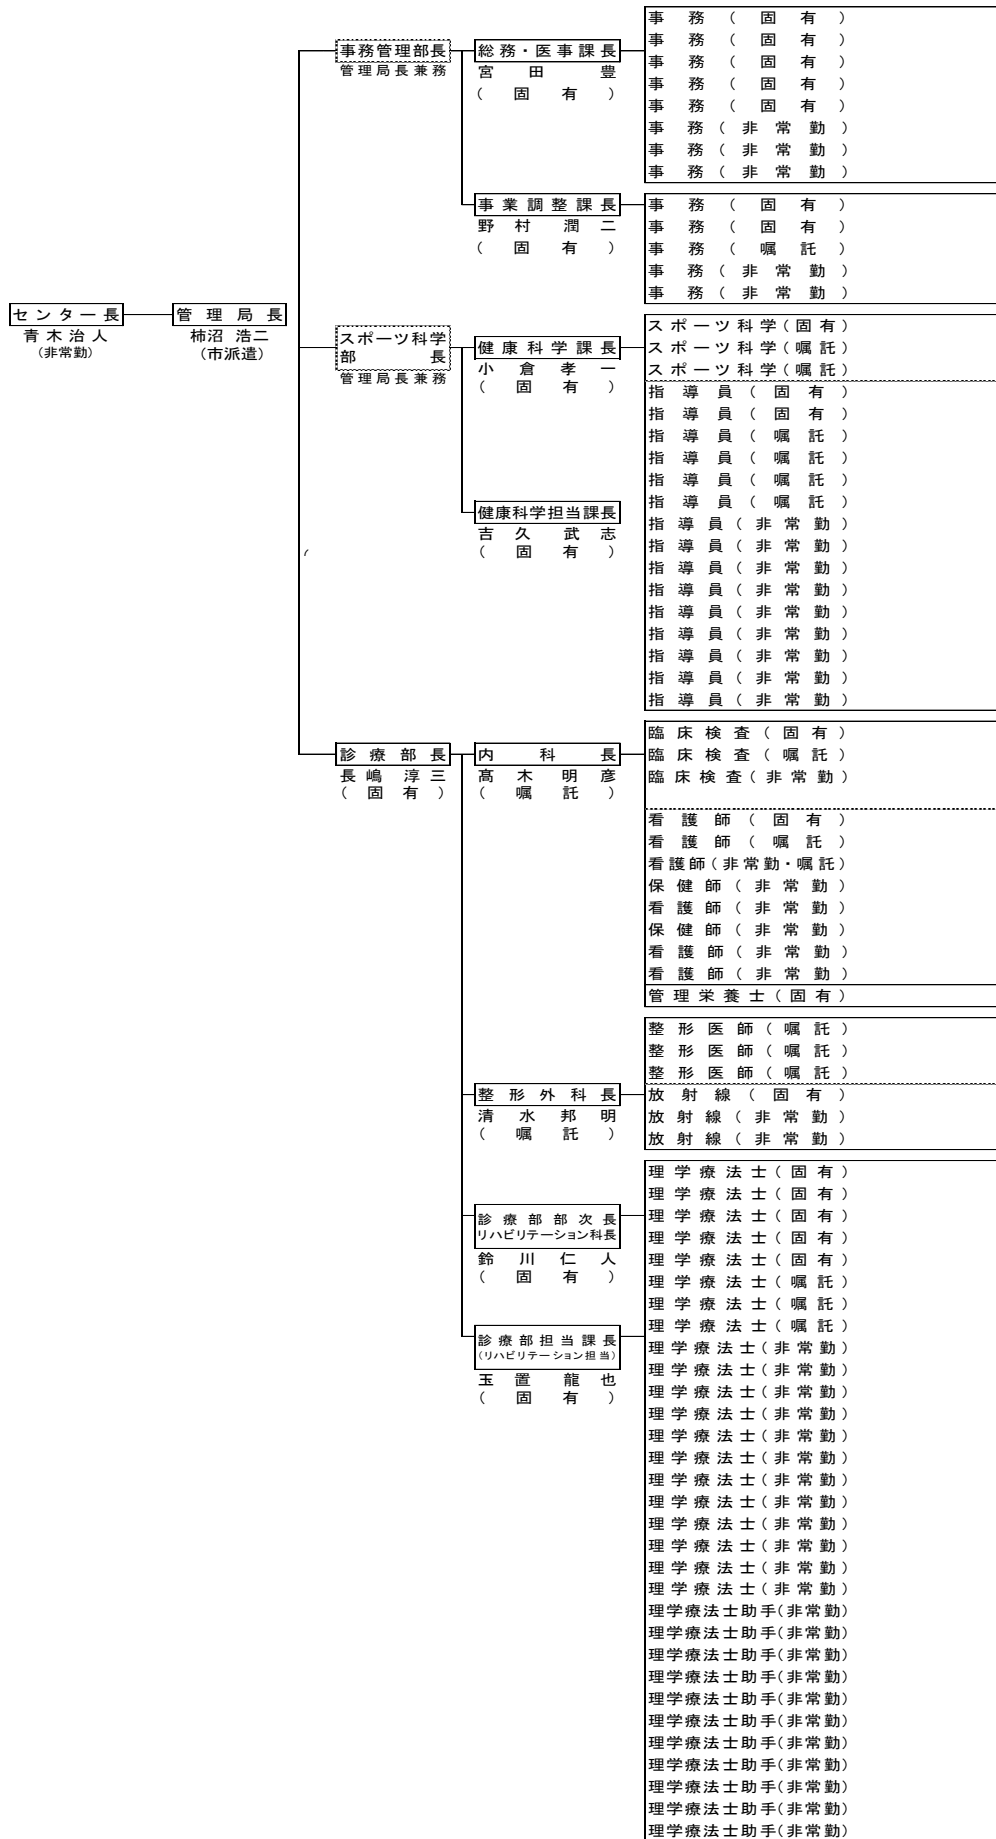 センター長
青木治人
(非常勤)
管理局長
柿沼 浩二
(市派遣)
事務管理部長
管理局長兼務
総務・医事課長
宮田豊
(固有)
事務(固有)
事務(固有)
事務(固有)
事務(固有)
事務(固有)
事務(非常勤)
事務(非常勤)
事務(非常勤)
事業調整課長
野村潤二
(固有)
事務(固有)
事務(固有)
事務(嘱託)
事務(非常勤)
事務(非常勤)
スポーツ科学
部長
管理局長兼務
健康科学課長
小倉孝一
(固有)
健康科学担当課長
吉久武志
(固有)
スポーツ科学(固有)
スポーツ科学(嘱託)
スポーツ科学(嘱託)
指導員(固有)
指導員(固有)
指導員(嘱託)
指導員(嘱託)
指導員(嘱託)
指導員(嘱託)
指導員(非常勤)
指導員(非常勤)
指導員(非常勤)
指導員(非常勤)
指導員(非常勤)
指導員(非常勤)
指導員(非常勤)
指導員(非常勤)
指導員(非常勤)
(
診療部長
長嶋淳三
(固有)
内科長
髙木明彦
(嘱託)
臨床検査(固有)
臨床検査(嘱託)
臨床検査(非常勤)
看護師(固有)
看護師(嘱託)
看護師(非常勤・嘱託)
保健師(非常勤)
看護師(非常勤)
保健師(非常勤)
看護師(非常勤)
看護師(非常勤)
管理栄養士(固有)
整形外科長
清水邦明
(嘱託)
整形医師(嘱託)
整形医師(嘱託)
整形医師(嘱託)
放射線(固有)
放射線(非常勤)
放射線(非常勤)
診療部部次長
リハビリテーション科長
鈴川仁人
(固有)
診療部担当課長
(リハビリテーション担当)
玉置龍也
(固有)
理学療法士(固有)
理学療法士(固有)
理学療法士(固有)
理学療法士(固有)
理学療法士(固有)
理学療法士(嘱託)
理学療法士(嘱託)
理学療法士(嘱託)
理学療法士(非常勤)
理学療法士(非常勤)
理学療法士(非常勤)
理学療法士(非常勤)
理学療法士(非常勤)
理学療法士(非常勤)
理学療法士(非常勤)
理学療法士(非常勤)
理学療法士(非常勤)
理学療法士(非常勤)
理学療法士(非常勤)
理学療法士(非常勤)
理学療法士助手(非常勤)
理学療法士助手(非常勤)
理学療法士助手(非常勤)
理学療法士助手(非常勤)
理学療法士助手(非常勤)
理学療法士助手(非常勤)
理学療法士助手(非常勤)
理学療法士助手(非常勤)
理学療法士助手(非常勤)
理学療法士助手(非常勤)
理学療法士助手(非常勤)